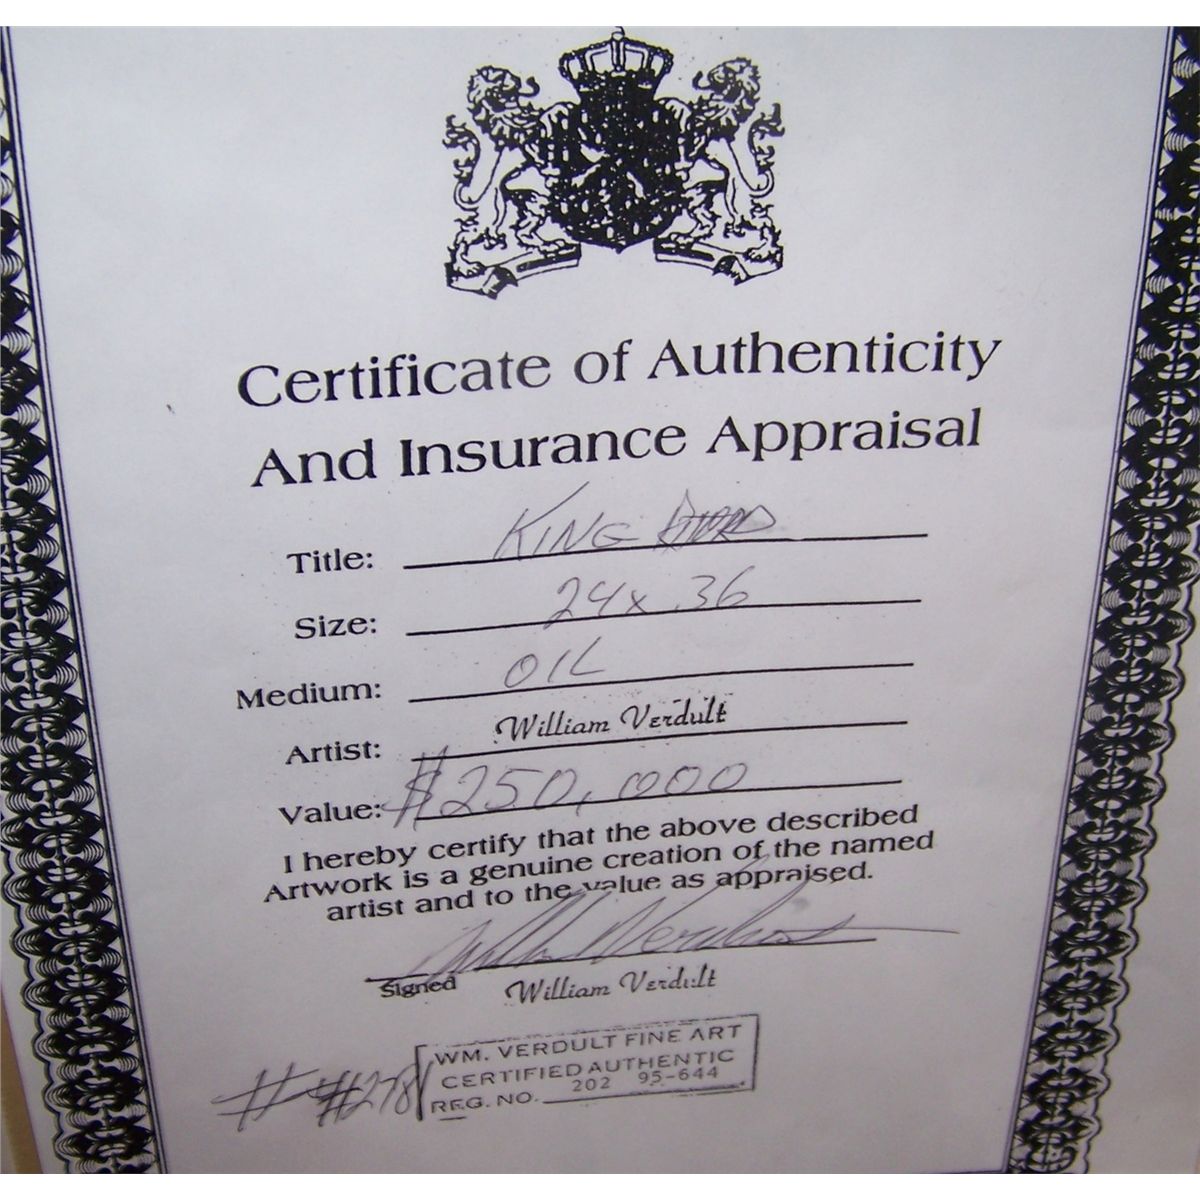 Certificate of Authenticity
And Insurance Appraisal
Title: KING
Size: 24 x 36
Medium: OIL
Artist: William Verdult
Value: $250,000
I hereby certify that the above described
Artwork is a genuine creation of the named
artist and to the value as appraised.
Signed William Verdult
WM. VERDULT FINE ART
CERTIFIED AUTHENTIC
REG. NO. 202 95-644